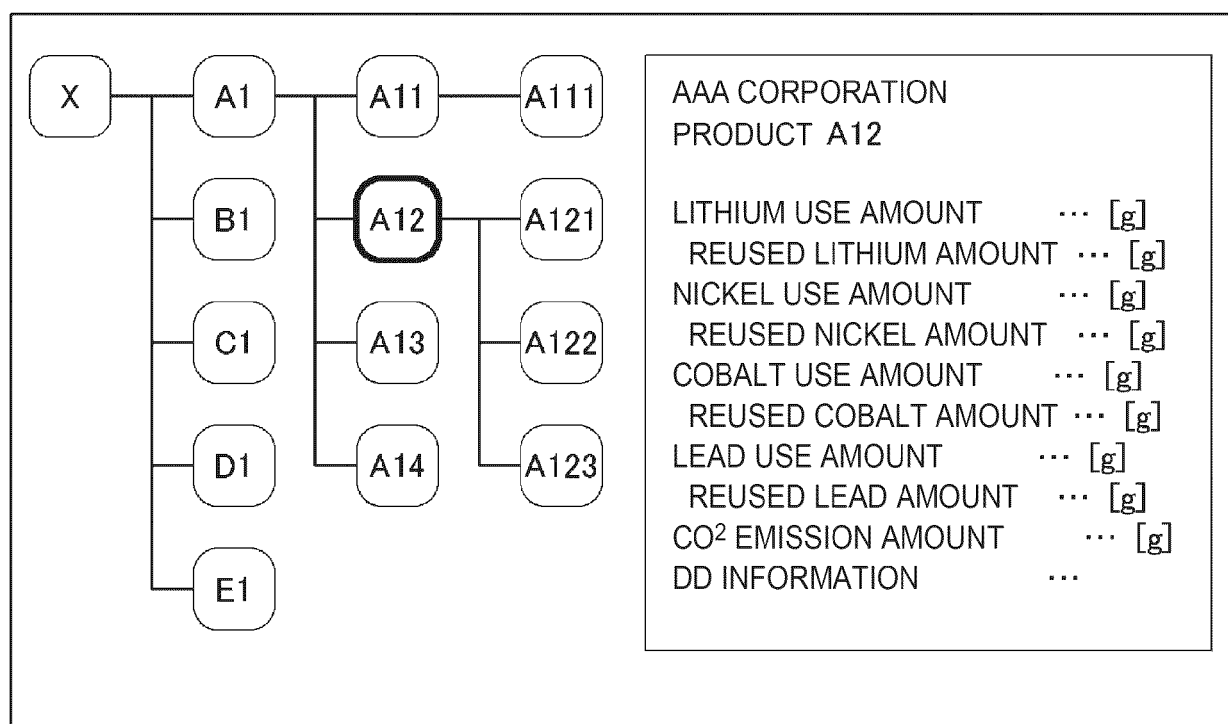 X A1 A11 A111
B1 A12 A121
C1 A13 A122
D1 A14 A123
E1
AAA CORPORATION
PRODUCT A12
LITHIUM USE AMOUNT ··· [g]
REUSED LITHIUM AMOUNT ··· [g]
NICKEL USE AMOUNT ··· [g]
REUSED NICKEL AMOUNT ··· [g]
COBALT USE AMOUNT ··· [g]
REUSED COBALT AMOUNT ··· [g]
LEAD USE AMOUNT ··· [g]
REUSED LEAD AMOUNT ··· [g]
CO² EMISSION AMOUNT ··· [g]
DD INFORMATION ···